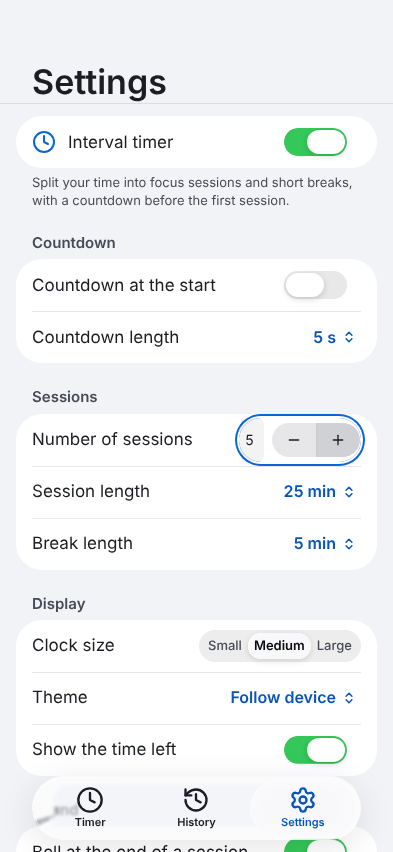 Settings
Interval timer
Split your time into focus sessions and short breaks,
with a countdown before the first session.
Countdown
Countdown at the start
Countdown length
5 s
Sessions
Number of sessions
5
−
+
Session length
25 min
Break length
5 min
Display
Clock size
Small
Medium
Large
Theme
Follow device
Show the time left
Timer
History
Settings
Bell at the end of a session